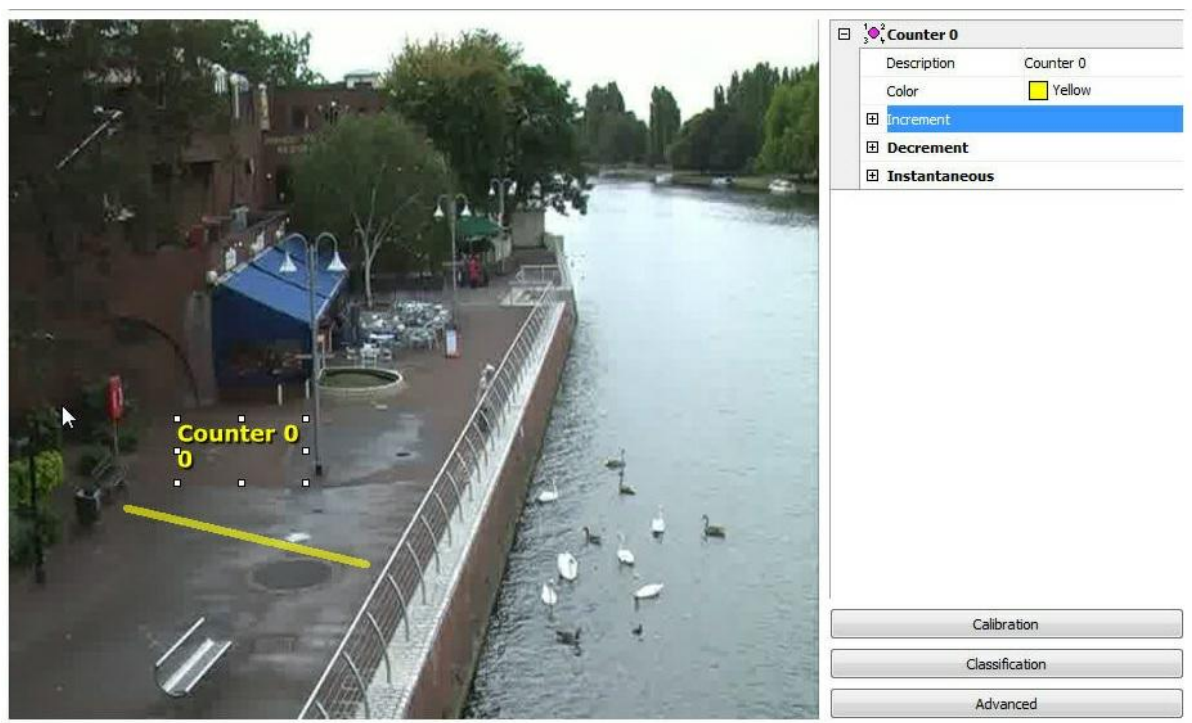 Counter 0
Description Counter 0
Color Yellow
Increment
Decrement
Instantaneous
Counter 0
0
Calibration
Classification
Advanced